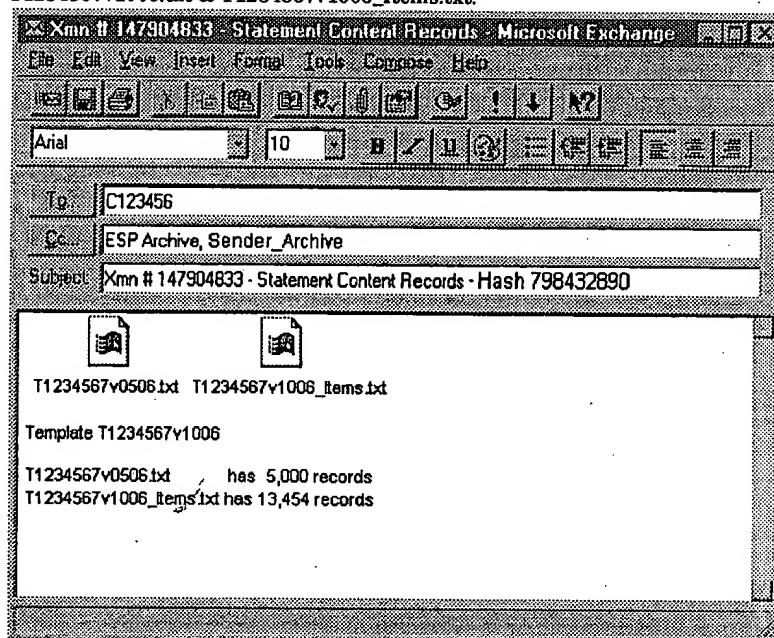 T1234567v1006_Items.txt.
Xmn # 147904833 - Statement Content Records - Microsoft Exchange
File Edit View Insert Format Tools Compose Help
Arial 10 B I U
To... C123456
Cc... ESP Archive, Sender_Archive
Subject: Xmn # 147904833 - Statement Content Records - Hash 798432890
T1234567v0506.txt T1234567v1006_Items.txt
Template T1234567v1006
T1234567v0506.txt has 5,000 records
T1234567v1006_Items.txt has 13,454 records